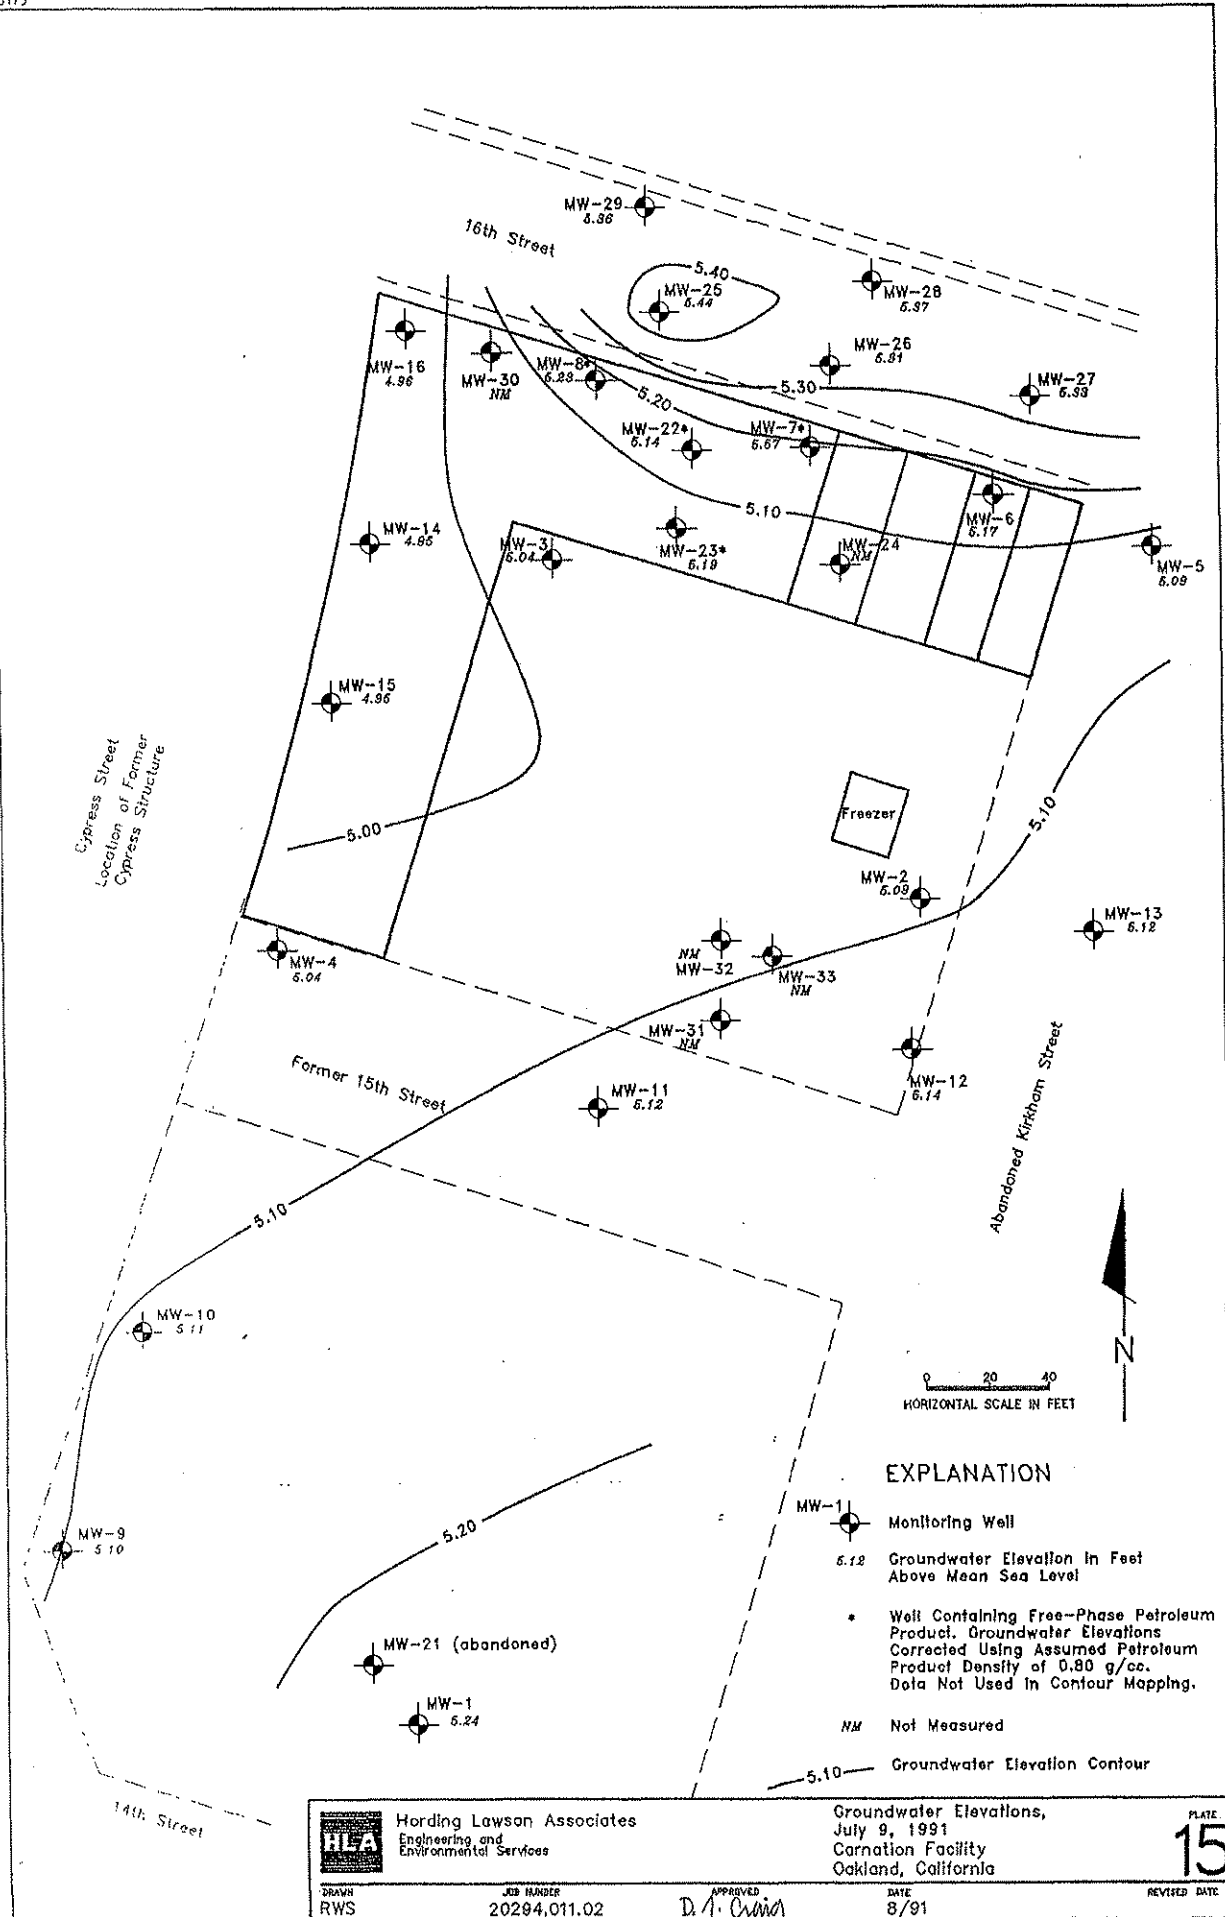 MW-29
5.36
16th Street
5.40
MW-25
5.44
MW-28
5.37
MW-16
4.96
MW-30
NM
MW-8*
5.23
MW-26
5.31
MW-27
5.33
5.30
5.20
MW-22*
5.14
MW-7*
5.67
5.10
MW-6
5.17
MW-14
4.95
MW-3
5.04
MW-23*
5.19
MW-24
NM
MW-5
5.09
MW-15
4.95
Cypress Street
Location of Former
Cypress Structure
5.00
Freezer
5.10
MW-2
5.09
MW-13
5.12
MW-4
5.04
NM
MW-32
MW-33
NM
MW-31
NM
MW-12
5.14
Former 15th Street
MW-11
5.12
Abandoned Kirkham Street
5.10
MW-10
5.11
N
0 20 40
HORIZONTAL SCALE IN FEET
MW-9
5.10
5.20
MW-21 (abandoned)
MW-1
5.24
14th Street
EXPLANATION
MW-1
Monitoring Well
5.12 Groundwater Elevation in Feet
Above Mean Sea Level
* Well Containing Free-Phase Petroleum
Product. Groundwater Elevations
Corrected Using Assumed Petroleum
Product Density of 0.80 g/cc.
Data Not Used in Contour Mapping.
NM Not Measured
5.10 Groundwater Elevation Contour
HLA
Harding Lawson Associates
Engineering and
Environmental Services
Groundwater Elevations,
July 9, 1991
Carnation Facility
Oakland, California
PLATE
15
DRAWN
RWS
JOB NUMBER
20294,011.02
APPROVED
DATE
8/91
REVISED DATE